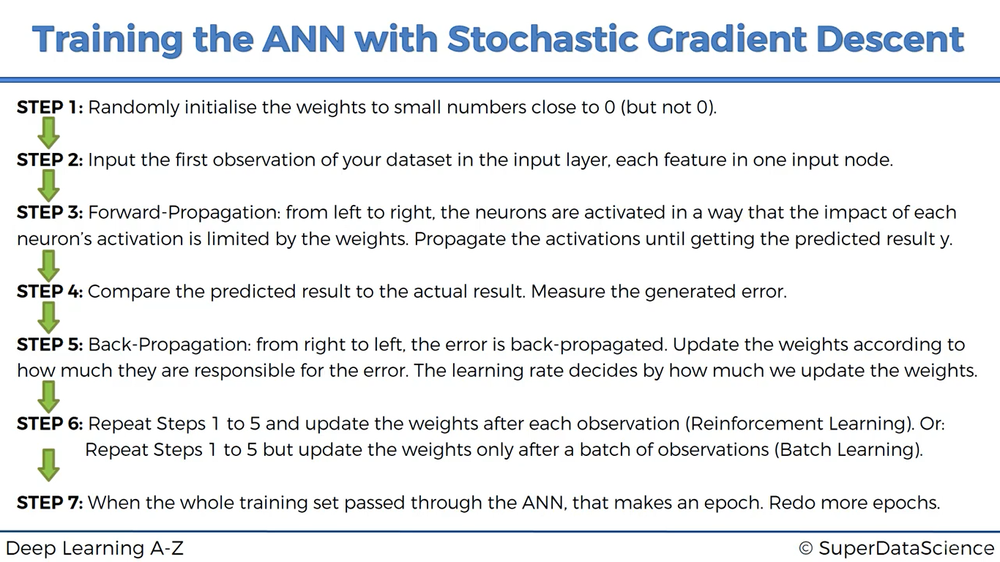 Training the ANN with Stochastic Gradient Descent
STEP 1: Randomly initialise the weights to small numbers close to 0 (but not 0).
STEP 2: Input the first observation of your dataset in the input layer, each feature in one input node.
STEP 3: Forward-Propagation: from left to right, the neurons are activated in a way that the impact of each
neuron's activation is limited by the weights. Propagate the activations until getting the predicted result y.
STEP 4: Compare the predicted result to the actual result. Measure the generated error.
STEP 5: Back-Propagation: from right to left, the error is back-propagated. Update the weights according to
how much they are responsible for the error. The learning rate decides by how much we update the weights.
STEP 6: Repeat Steps 1 to 5 and update the weights after each observation (Reinforcement Learning). Or:
Repeat Steps 1 to 5 but update the weights only after a batch of observations (Batch Learning).
STEP 7: When the whole training set passed through the ANN, that makes an epoch. Redo more epochs.
Deep Learning A-Z
© SuperDataScience